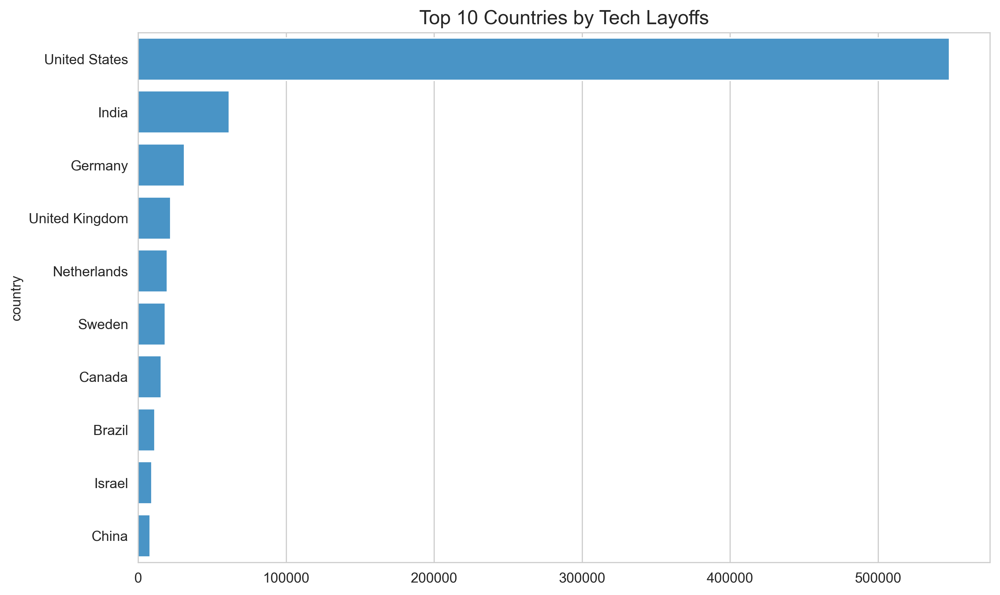 Top 10 Countries by Tech Layoffs
United States
India
Germany
United Kingdom
Netherlands
Sweden
Canada
Brazil
Israel
China
country
0 100000 200000 300000 400000 500000